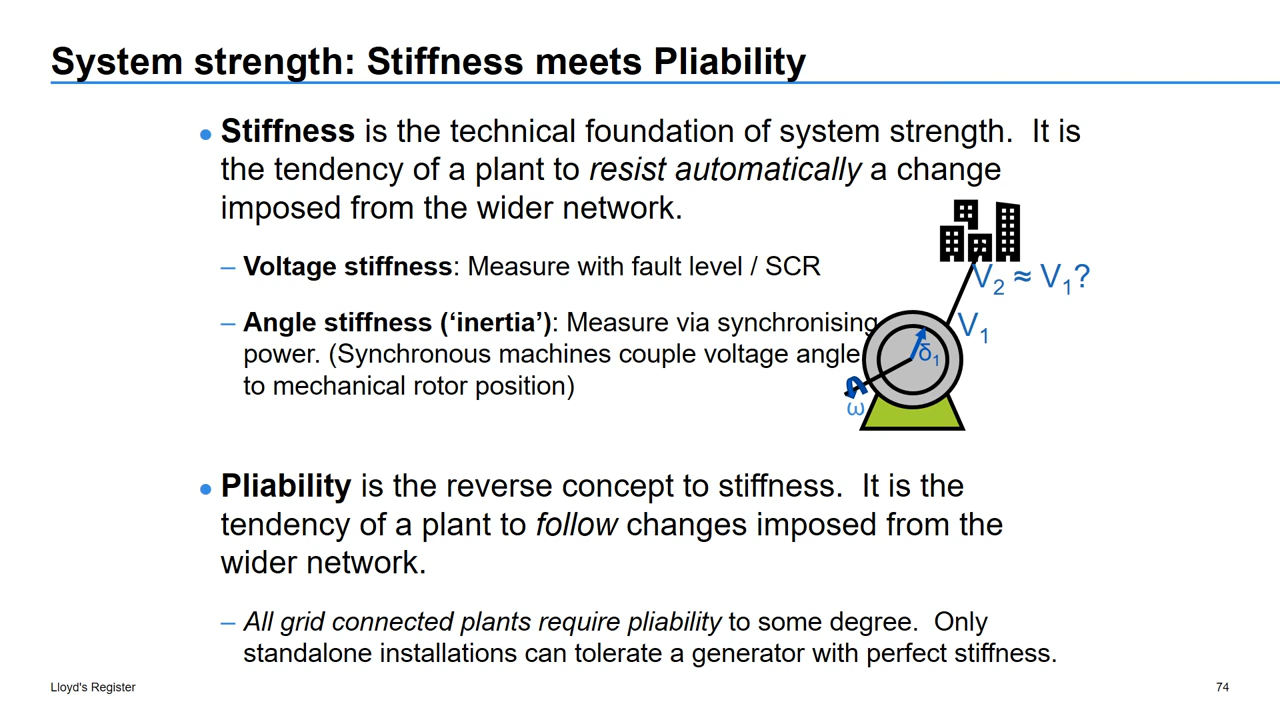 System strength: Stiffness meets Pliability
• Stiffness is the technical foundation of system strength.  It is
the tendency of a plant to resist automatically a change
imposed from the wider network.
– Voltage stiffness: Measure with fault level / SCR
V₂ ≈ V₁?
– Angle stiffness (‘inertia’): Measure via synchronising
power. (Synchronous machines couple voltage angle
to mechanical rotor position)
V₁
δ₁
ω
• Pliability is the reverse concept to stiffness.  It is the
tendency of a plant to follow changes imposed from the
wider network.
– All grid connected plants require pliability to some degree.  Only
standalone installations can tolerate a generator with perfect stiffness.
Lloyd's Register
74